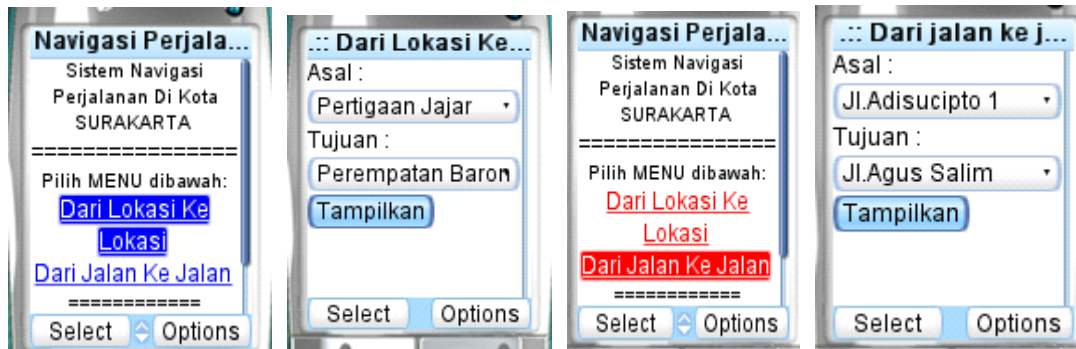 Navigasi Perjala...
Sistem Navigasi
Perjalanan Di Kota
SURAKARTA
=================
Pilih MENU dibawah:
Dari Lokasi Ke
Lokasi
Dari Jalan Ke Jalan
============
Select
Options
.:: Dari Lokasi Ke...
Asal :
Pertigaan Jajar
Tujuan :
Perempatan Baron
Tampilkan
Select
Options
Navigasi Perjala...
Sistem Navigasi
Perjalanan Di Kota
SURAKARTA
=================
Pilih MENU dibawah:
Dari Lokasi Ke
Lokasi
Dari Jalan Ke Jalan
============
Select
Options
.:: Dari jalan ke j...
Asal :
Jl.Adisucipto 1
Tujuan :
Jl.Agus Salim
Tampilkan
Select
Options